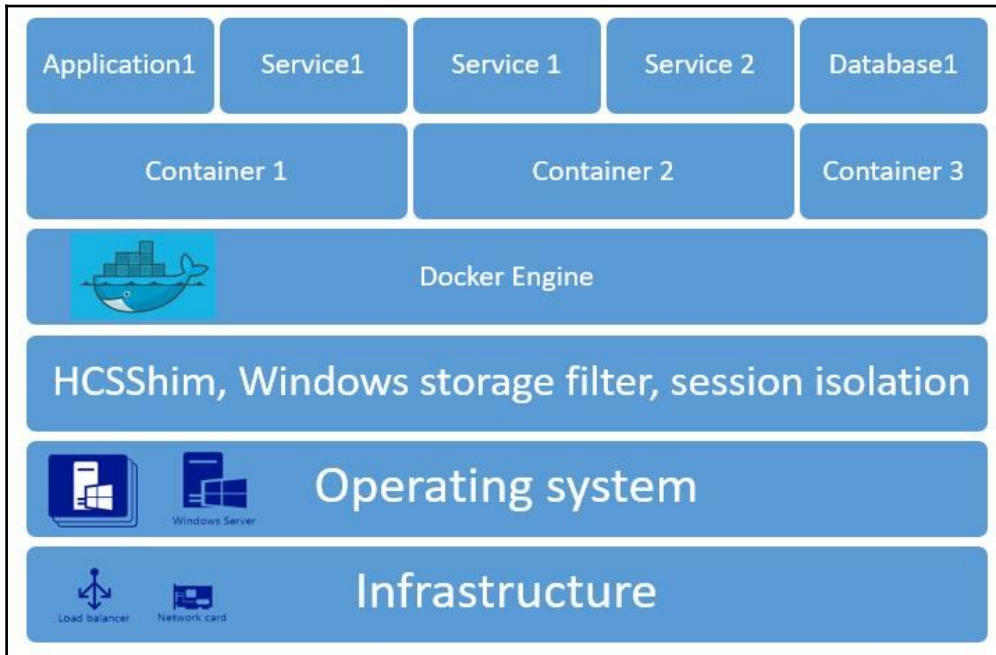 Application1
Service1
Service 1
Service 2
Database1
Container 1
Container 2
Container 3
Docker Engine
HCSShim, Windows storage filter, session isolation
Operating system
Windows Server
Infrastructure
Load balancer
Network card